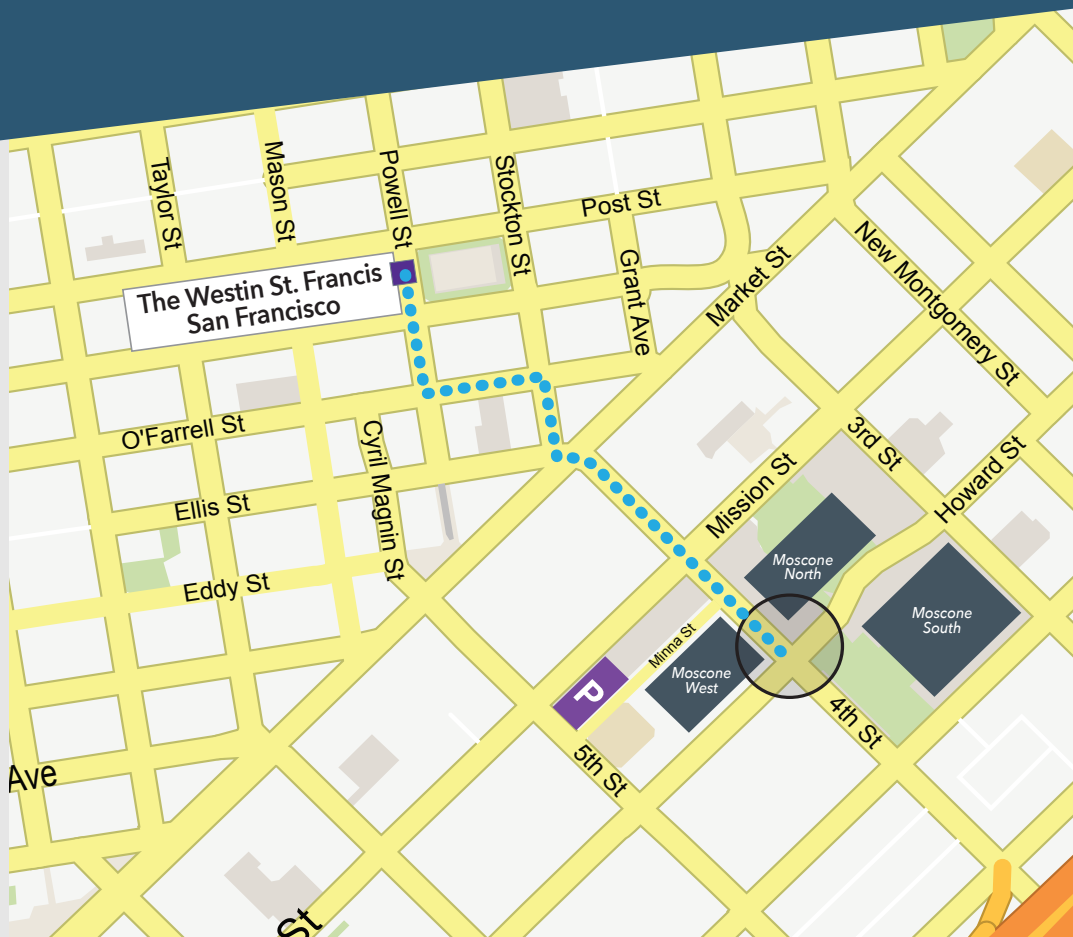 Taylor St
Mason St
Powell St
Stockton St
Post St
Grant Ave
Market St
New Montgomery St
The Westin St. Francis
San Francisco
O'Farrell St
Cyril Magnin St
Ellis St
Eddy St
3rd St
Mission St
Howard St
Moscone
North
Moscone
South
Minna St
Moscone
West
P
4th St
5th St
Ave
St